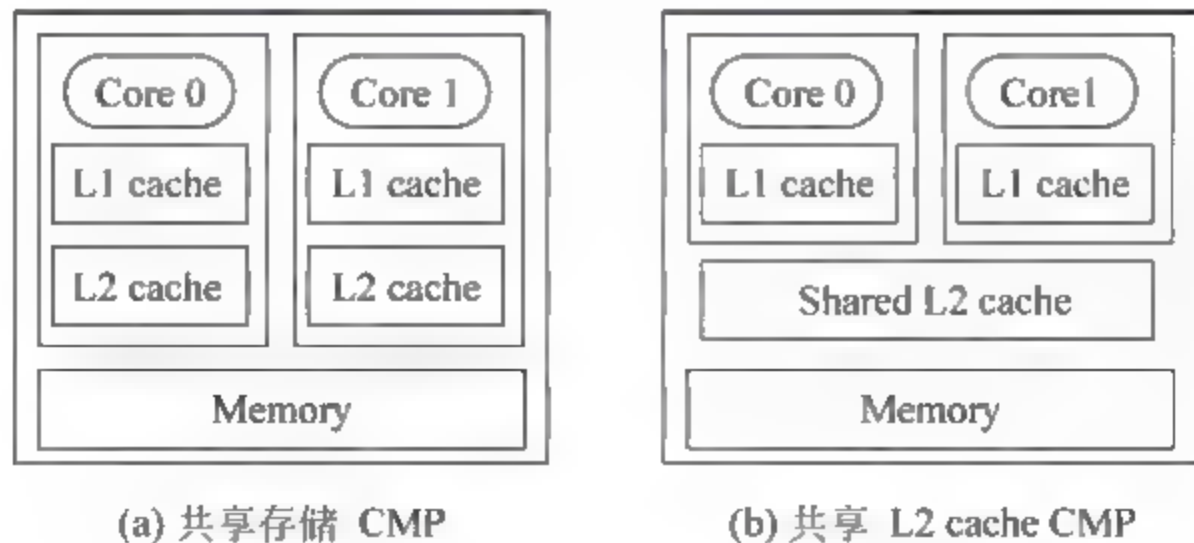 Core 0
Core 1
L1 cache
L1 cache
L2 cache
L2 cache
Memory
(a) 共享存储 CMP
Core 0
Core1
L1 cache
L1 cache
Shared L2 cache
Memory
(b) 共享 L2 cache CMP